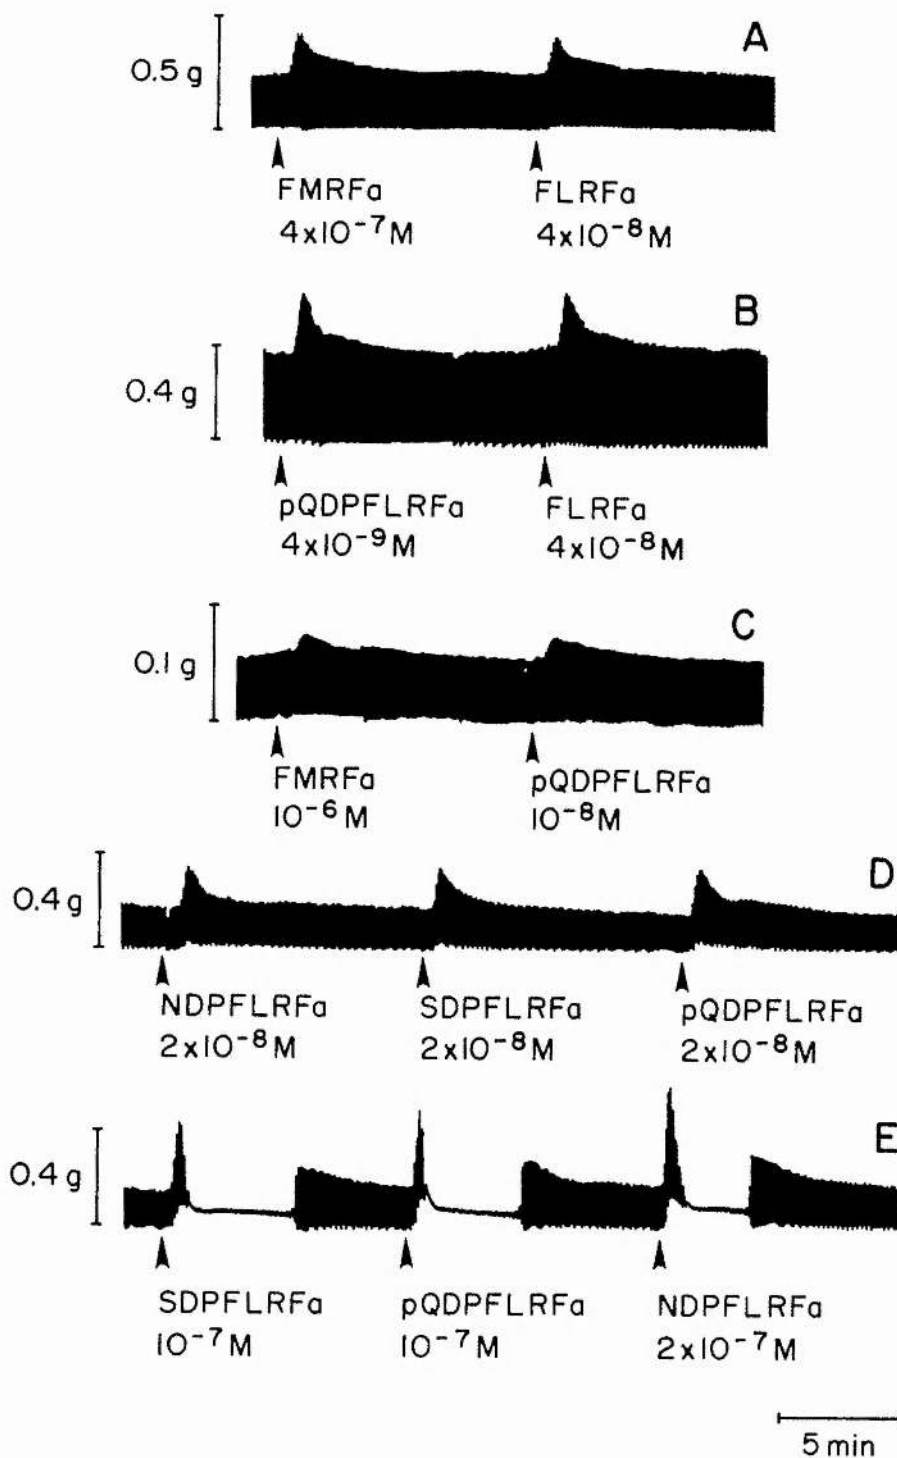 A
0.5 g
FMRFa FLRFa
4x10⁻⁷M 4x10⁻⁸M
B
0.4 g
pQDPFLRFa FLRFa
4x10⁻⁹M 4x10⁻⁸M
C
0.1 g
FMRFa pQDPFLRFa
10⁻⁶M 10⁻⁸M
D
0.4 g
NDPFLRFa SDPFLRFa pQDPFLRFa
2x10⁻⁸M 2x10⁻⁸M 2x10⁻⁸M
E
0.4 g
SDPFLRFa pQDPFLRFa NDPFLRFa
10⁻⁷M 10⁻⁷M 2x10⁻⁷M
5 min